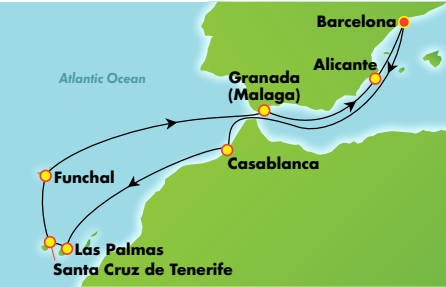 Barcelona
Alicante
Atlantic Ocean
Granada
(Malaga)
Casablanca
Funchal
Las Palmas
Santa Cruz de Tenerife